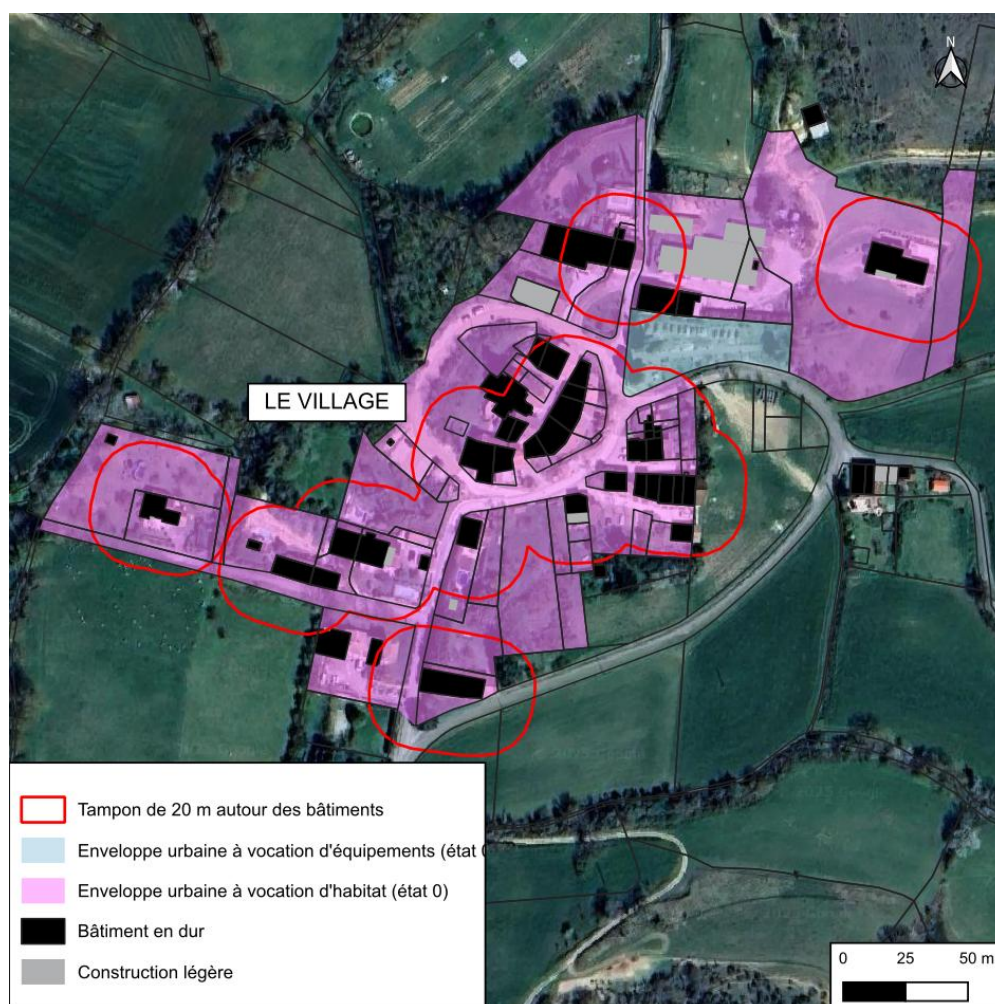 N
LE VILLAGE
Tampon de 20 m autour des bâtiments
Enveloppe urbaine à vocation d'équipements (état
Enveloppe urbaine à vocation d'habitat (état 0)
Bâtiment en dur
Construction légère
0 25 50 m